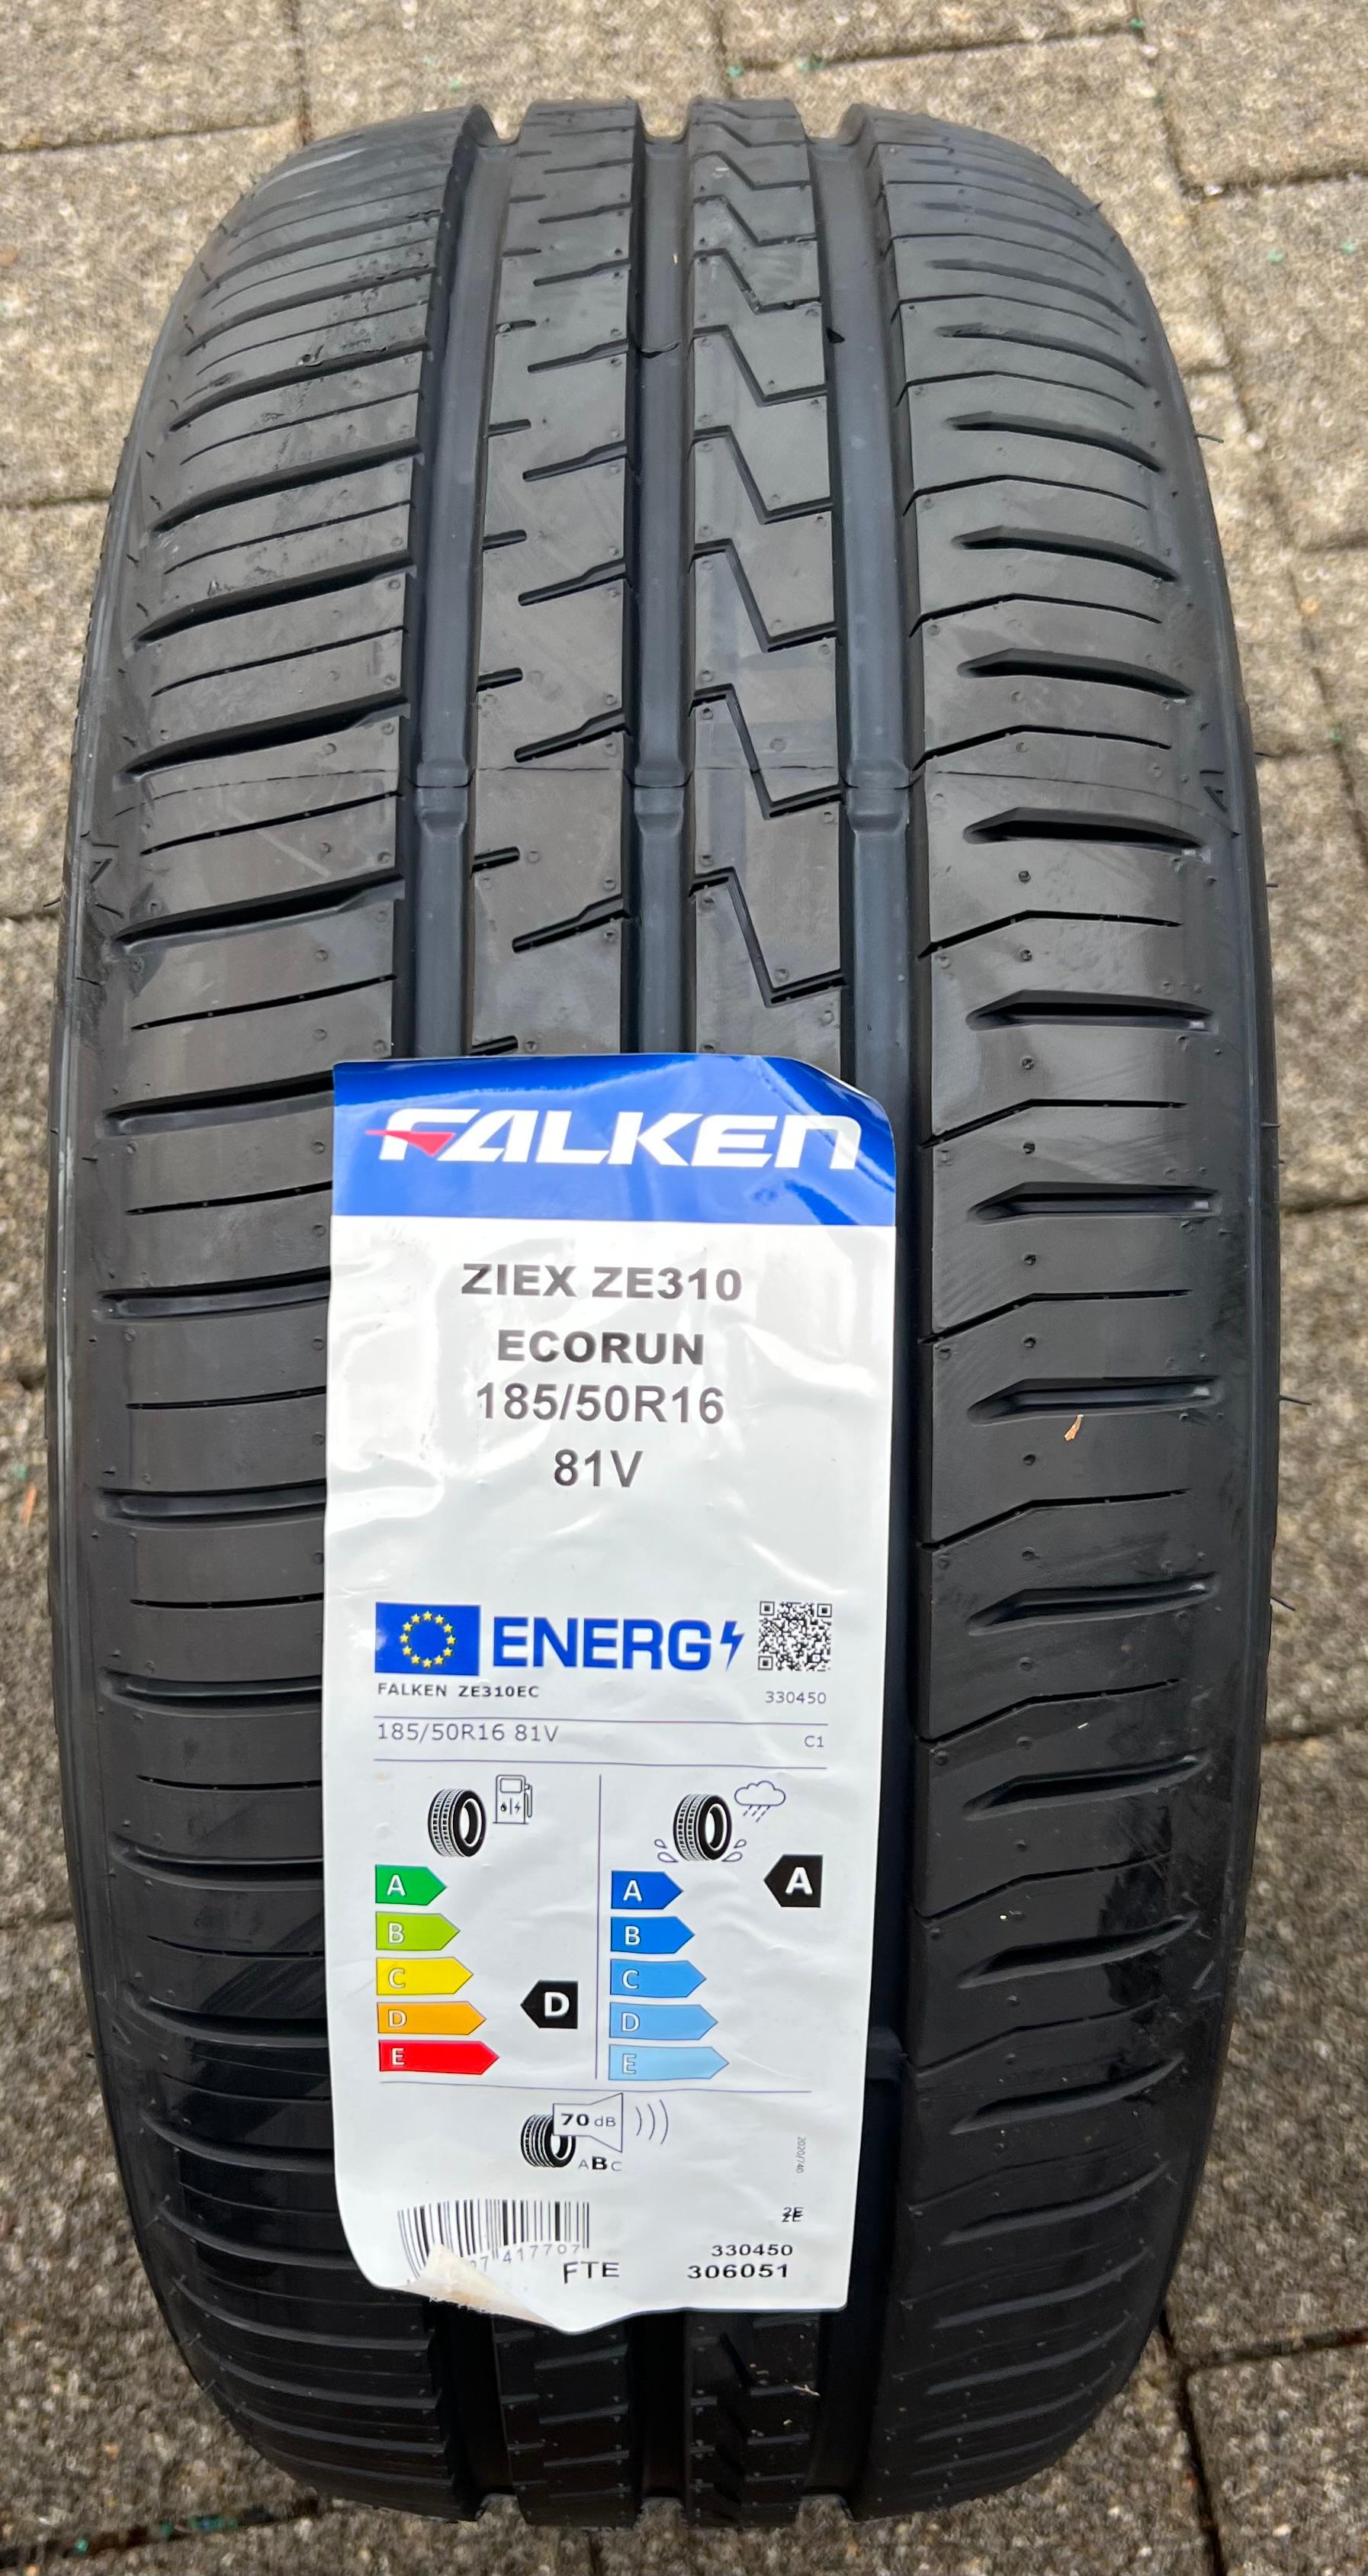 FALKEN
ZIEX ZE310
ECORUN
185/50R16
81V
ENERG
FALKEN ZE310EC
330450
185/50R16 81V
C1
A
A
A
B
B
C
C
D
D
D
E
E
70 dB
ABC
2020/740
417707
FTE
330450
306051